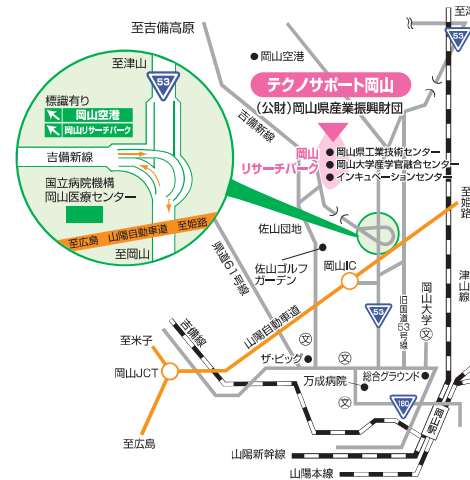 至吉備高原
至津
53
岡山空港
テクノサポート岡山
(公財)岡山県産業振興財団
吉備新線
岡山
リサーチパーク
岡山県工業技術センター
岡山大学産学官融合センター
インキュベーションセンター
至津山
53
標識有り
岡山空港
岡山リサーチパーク
吉備新線
国立病院機構
岡山医療センター
至広島 山陽自動車道 至姫路
至岡山
至姫路
佐山団地
佐山ゴルフ
ガーデン
岡山IC
県道61号線
山陽自動車道
53
旧国道53号線
岡山大学
文
津山線
吉備線
至米子
岡山JCT
至広島
ザ・ビッグ
文
万成病院
総合グラウンド
文
180
岡山駅
山陽新幹線
山陽本線